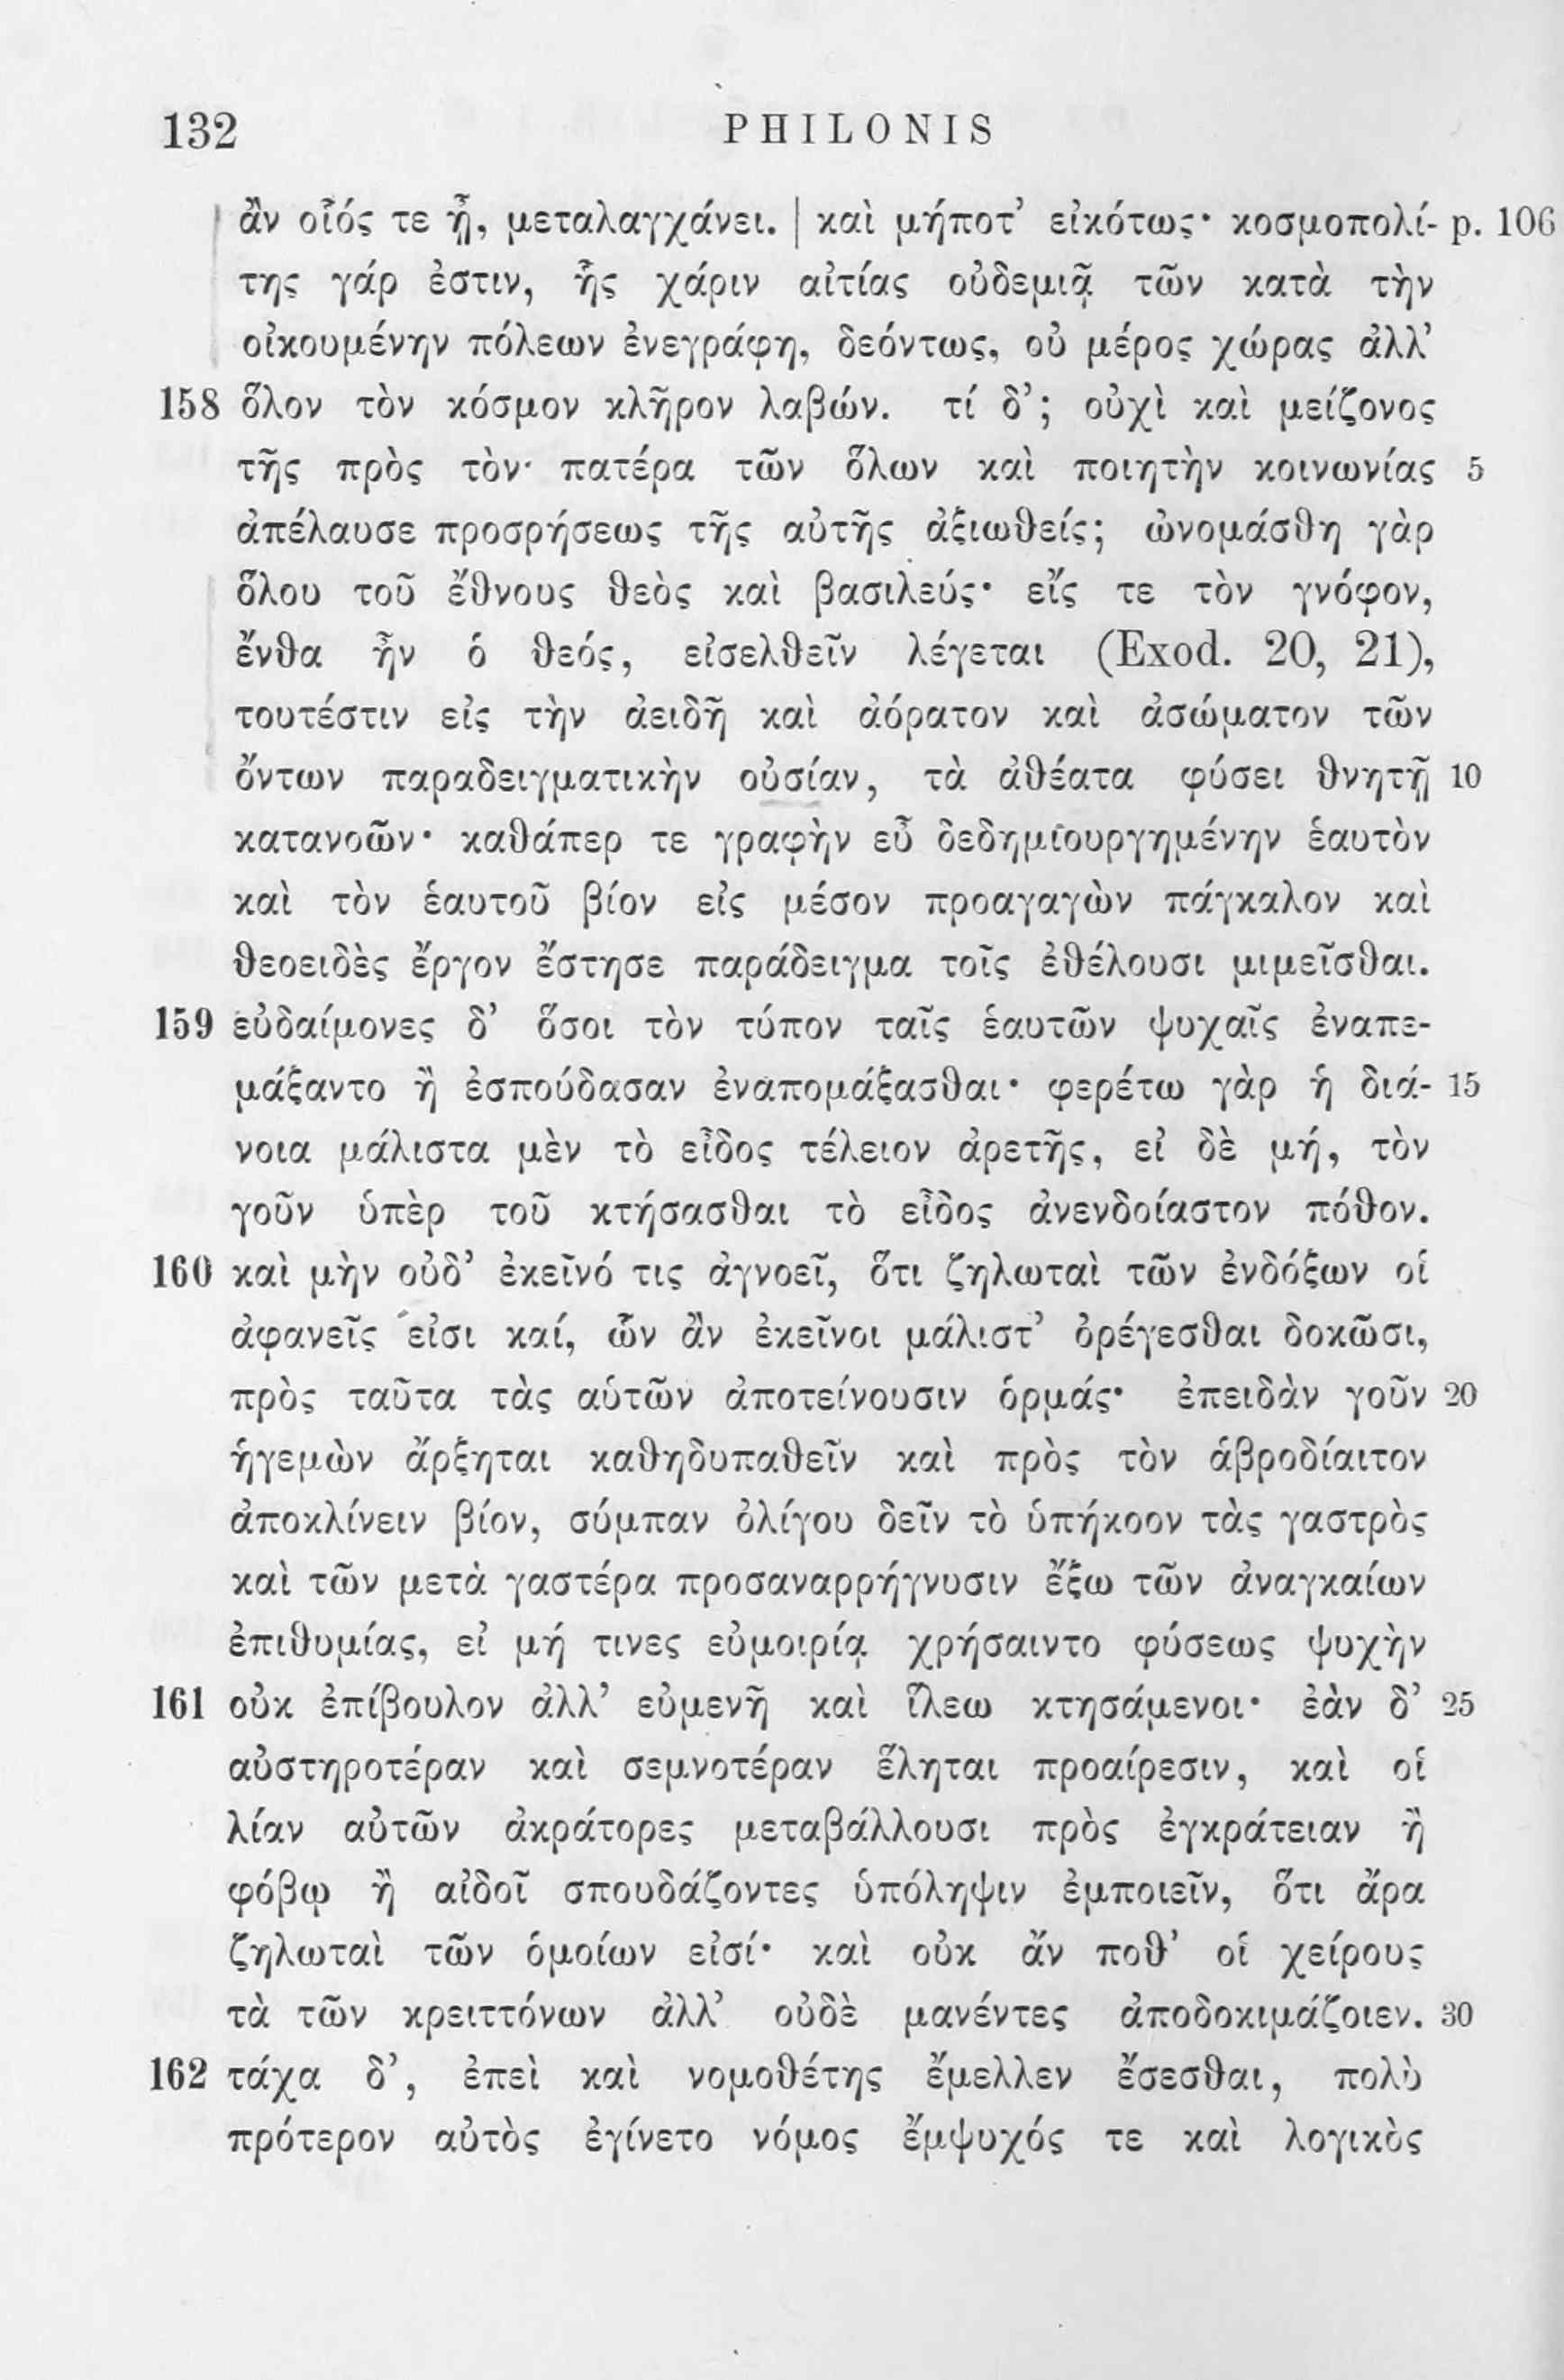 132 PHILONIS
ἂν οἷός τε ᾖ, μεταλαγχάνει. | καὶ μήποτ’ εἰκότως· κοσμοπολί- p. 106
της γάρ ἐστιν, ἧς χάριν αἰτίας οὐδεμιᾷ τῶν κατὰ τὴν
οἰκουμένην πόλεων ἐνεγράφη, δεόντως, οὐ μέρος χώρας ἀλλ’
158 ὅλον τὸν κόσμον κλῆρον λαβών. τί δ’; οὐχὶ καὶ μείζονος
τῆς πρὸς τὸν πατέρα τῶν ὅλων καὶ ποιητὴν κοινωνίας 5
ἀπέλαυσε προσρήσεως τῆς αὐτῆς ἀξιωθείς; ὠνομάσθη γὰρ
ὅλου τοῦ ἔθνους θεὸς καὶ βασιλεύς· εἴς τε τὸν γνόφον,
ἔνθα ἦν ὁ θεός, εἰσελθεῖν λέγεται (Exod. 20, 21),
τουτέστιν εἰς τὴν ἀειδῆ καὶ ἀόρατον καὶ ἀσώματον τῶν
ὄντων παραδειγματικὴν οὐσίαν, τὰ ἀθέατα φύσει θνητῇ 10
κατανοῶν· καθάπερ τε γραφὴν εὖ δεδημιουργημένην ἑαυτὸν
καὶ τὸν ἑαυτοῦ βίον εἰς μέσον προαγαγὼν πάγκαλον καὶ
θεοειδὲς ἔργον ἔστησε παράδειγμα τοῖς ἐθέλουσι μιμεῖσθαι.
159 εὐδαίμονες δ’ ὅσοι τὸν τύπον ταῖς ἑαυτῶν ψυχαῖς ἐναπε-
μάξαντο ἢ ἐσπούδασαν ἐναπομάξασθαι· φερέτω γὰρ ἡ διά- 15
νοια μάλιστα μὲν τὸ εἶδος τέλειον ἀρετῆς, εἰ δὲ μή, τὸν
γοῦν ὑπὲρ τοῦ κτήσασθαι τὸ εἶδος ἀνενδοίαστον πόθον.
160 καὶ μὴν οὐδ’ ἐκεῖνό τις ἀγνοεῖ, ὅτι ζηλωταὶ τῶν ἐνδόξων οἱ
ἀφανεῖς εἰσι καί, ὧν ἂν ἐκεῖνοι μάλιστ’ ὀρέγεσθαι δοκῶσι,
πρὸς ταῦτα τὰς αὑτῶν ἀποτείνουσιν ὁρμάς· ἐπειδὰν γοῦν 20
ἡγεμὼν ἄρξηται καθηδυπαθεῖν καὶ πρὸς τὸν ἁβροδίαιτον
ἀποκλίνειν βίον, σύμπαν ὀλίγου δεῖν τὸ ὑπήκοον τὰς γαστρὸς
καὶ τῶν μετὰ γαστέρα προσαναρρήγνυσιν ἔξω τῶν ἀναγκαίων
ἐπιθυμίας, εἰ μή τινες εὐμοιρίᾳ χρήσαιντο φύσεως ψυχὴν
161 οὐκ ἐπίβουλον ἀλλ’ εὐμενῆ καὶ ἵλεω κτησάμενοι· ἐὰν δ’ 25
αὐστηροτέραν καὶ σεμνοτέραν ἕληται προαίρεσιν, καὶ οἱ
λίαν αὐτῶν ἀκράτορες μεταβάλλουσι πρὸς ἐγκράτειαν ἢ
φόβῳ ἢ αἰδοῖ σπουδάζοντες ὑπόληψιν ἐμποιεῖν, ὅτι ἄρα
ζηλωταὶ τῶν ὁμοίων εἰσί· καὶ οὐκ ἄν ποθ’ οἱ χείρους
τὰ τῶν κρειττόνων ἀλλ’ οὐδὲ μανέντες ἀποδοκιμάζοιεν. 30
162 τάχα δ’, ἐπεὶ καὶ νομοθέτης ἔμελλεν ἔσεσθαι, πολὺ
πρότερον αὐτὸς ἐγίνετο νόμος ἔμψυχός τε καὶ λογικὸς